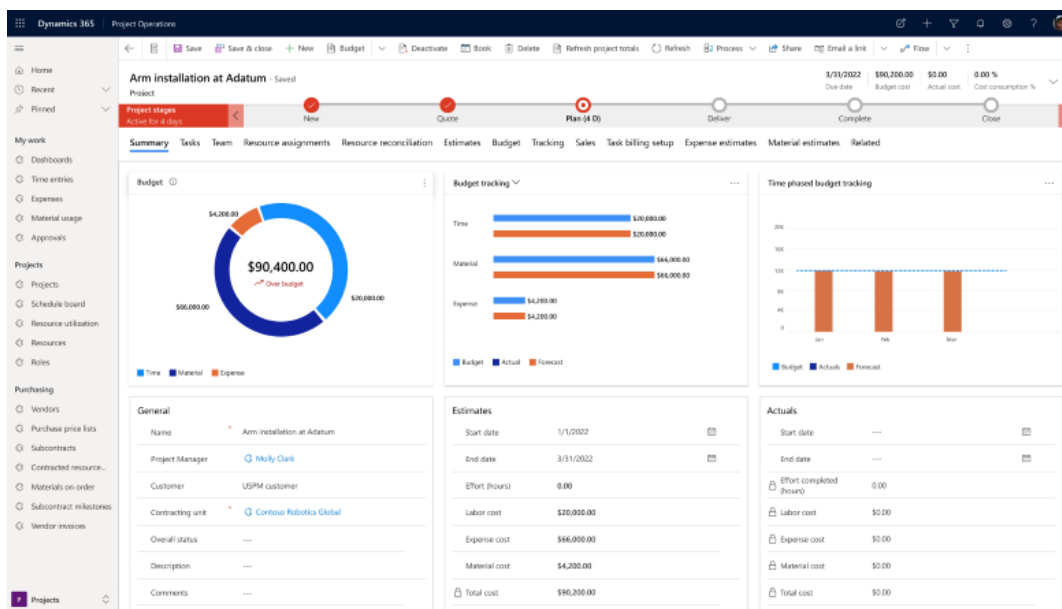 Dynamics 365 Project Operations
Save Save & close New Budget Deactivate Book Delete Refresh project totals Refresh Process Share Email a link Flow
Home
Recent
Pinned
My work
Dashboards
Time entries
Expenses
Material usage
Approvals
Projects
Projects
Schedule board
Resource utilization
Resources
Roles
Purchasing
Vendors
Purchase price lists
Subcontracts
Contracted resource...
Materials on order
Subcontract milestones
Vendor invoices
P Projects
Arm installation at Adatum - Saved
Project
3/31/2022 $90,200.00 $0.00 0.00 %
Due date Budget cost Actual cost Cost consumption %
Project stages
Active for 4 days
New Quote Plan (4 D) Deliver Complete Close
Summary Tasks Team Resource assignments Resource reconciliation Estimates Budget Tracking Sales Task billing setup Expense estimates Material estimates Related
Budget
$4,200.00
$90,400.00
Over budget
$66,000.00
$20,000.00
Time Material Expense
Budget tracking
Time
$20,000.00
$20,000.00
Material
$66,000.00
$66,000.00
Expense
$4,200.00
$4,200.00
Budget Actual Forecast
Time phased budget tracking
20K
16K
12K
8K
4K
0
Jan Feb Mar
Budget Actuals Forecast
General
Name * Arm installation at Adatum
Project Manager Molly Clark
Customer USPM customer
Contracting unit * Contoso Robotics Global
Overall status ---
Description ---
Comments ---
Estimates
Start date 1/1/2022
End date 3/31/2022
Effort (hours) 0.00
Labor cost $20,000.00
Expense cost $66,000.00
Material cost $4,200.00
Total cost $90,200.00
Actuals
Start date ---
End date ---
Effort completed
(hours) 0.00
Labor cost $0.00
Expense cost $0.00
Material cost $0.00
Total cost $0.00